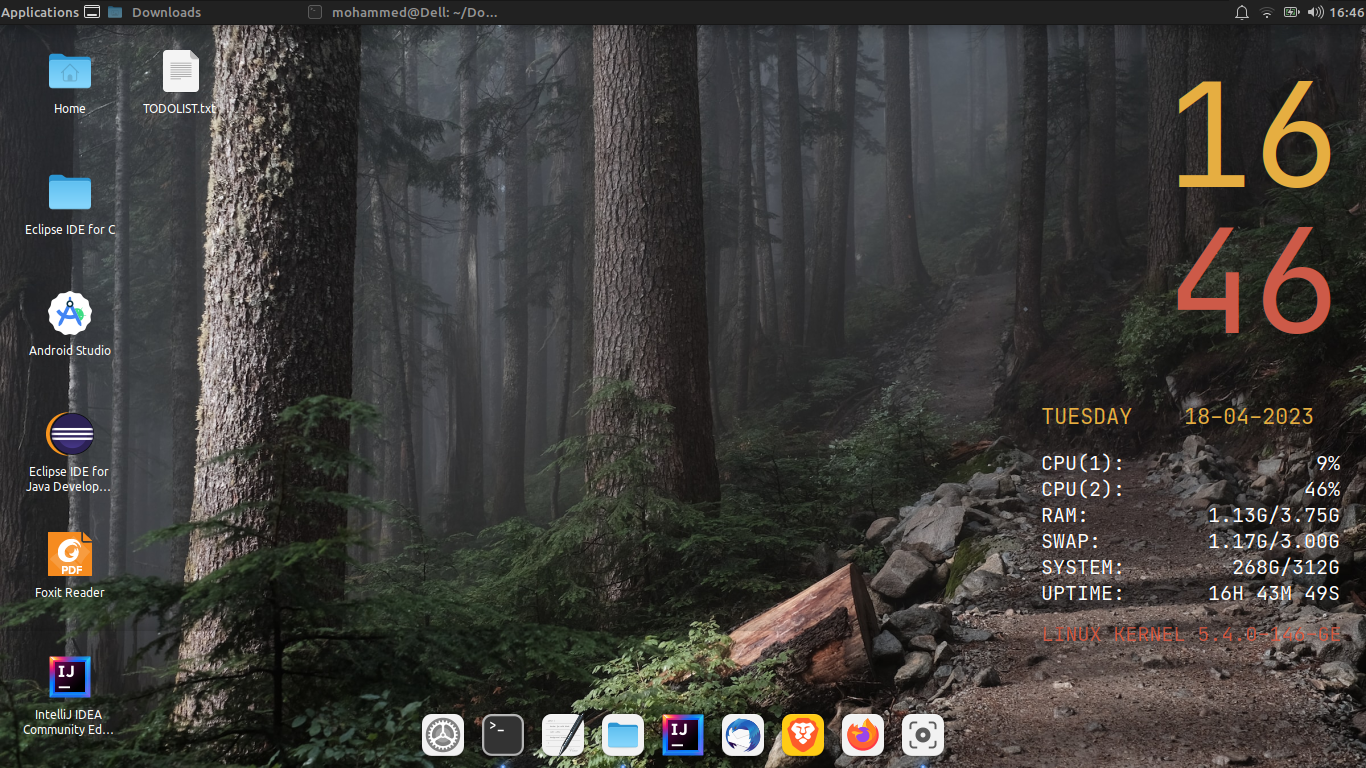 Applications
Downloads
mohammed@Dell: ~/Do...
16:46
Home
TODOLIST.txt
Eclipse IDE for C
Android Studio
Eclipse IDE for
Java Develop...
PDF
Foxit Reader
IJ
IntelliJ IDEA
Community Ed...
16
46
TUESDAY 18-04-2023
CPU(1): 9%
CPU(2): 46%
RAM: 1.13G/3.75G
SWAP: 1.17G/3.00G
SYSTEM: 268G/312G
UPTIME: 16H 43M 49S
LINUX KERNEL 5.4.0-146-GE
>_
IJ